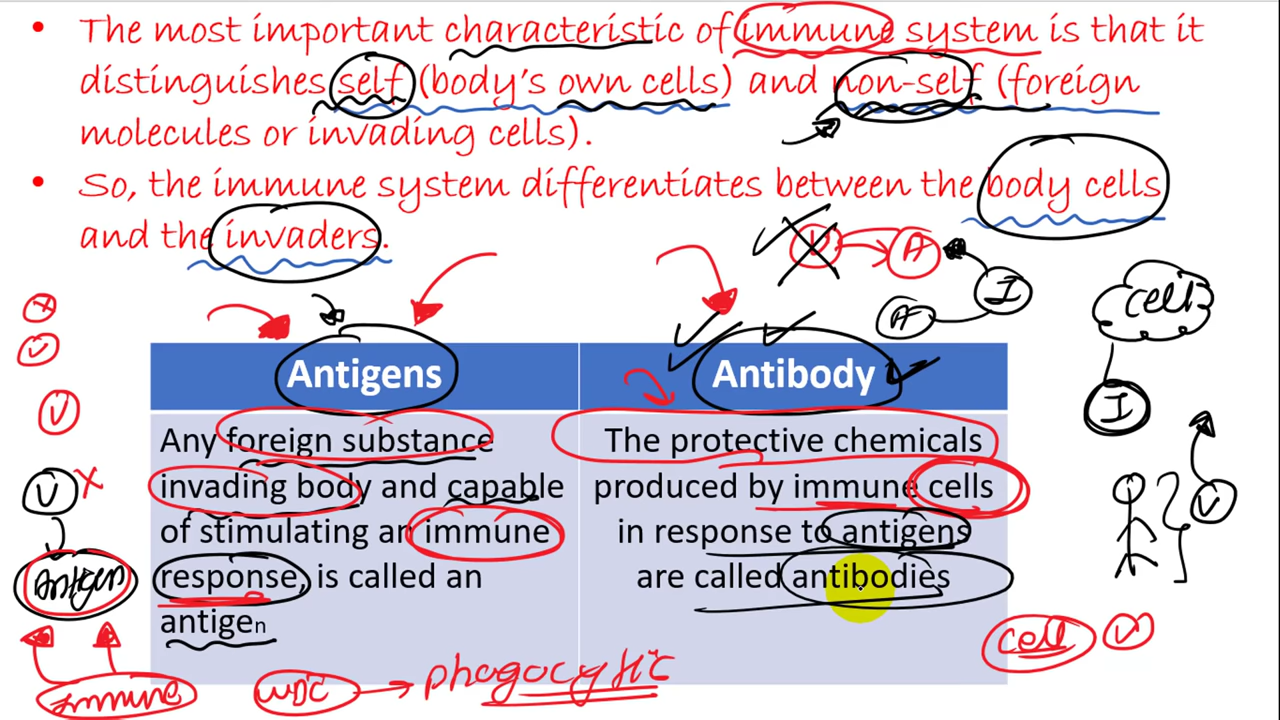 • The most important characteristic of immune system is that it
distinguishes self (body's own cells) and non-self (foreign
molecules or invading cells).
• So, the immune system differentiates between the body cells
and the invaders.
V A
I
A
cell
I
V
x
V
V
V x
Antigen
Immune
Antigens
Any foreign substance
invading body and capable
of stimulating an immune
response, is called an
antigen
Antibody
The protective chemicals
produced by immune cells
in response to antigens
are called antibodies
WBC → phagocytic
cell V